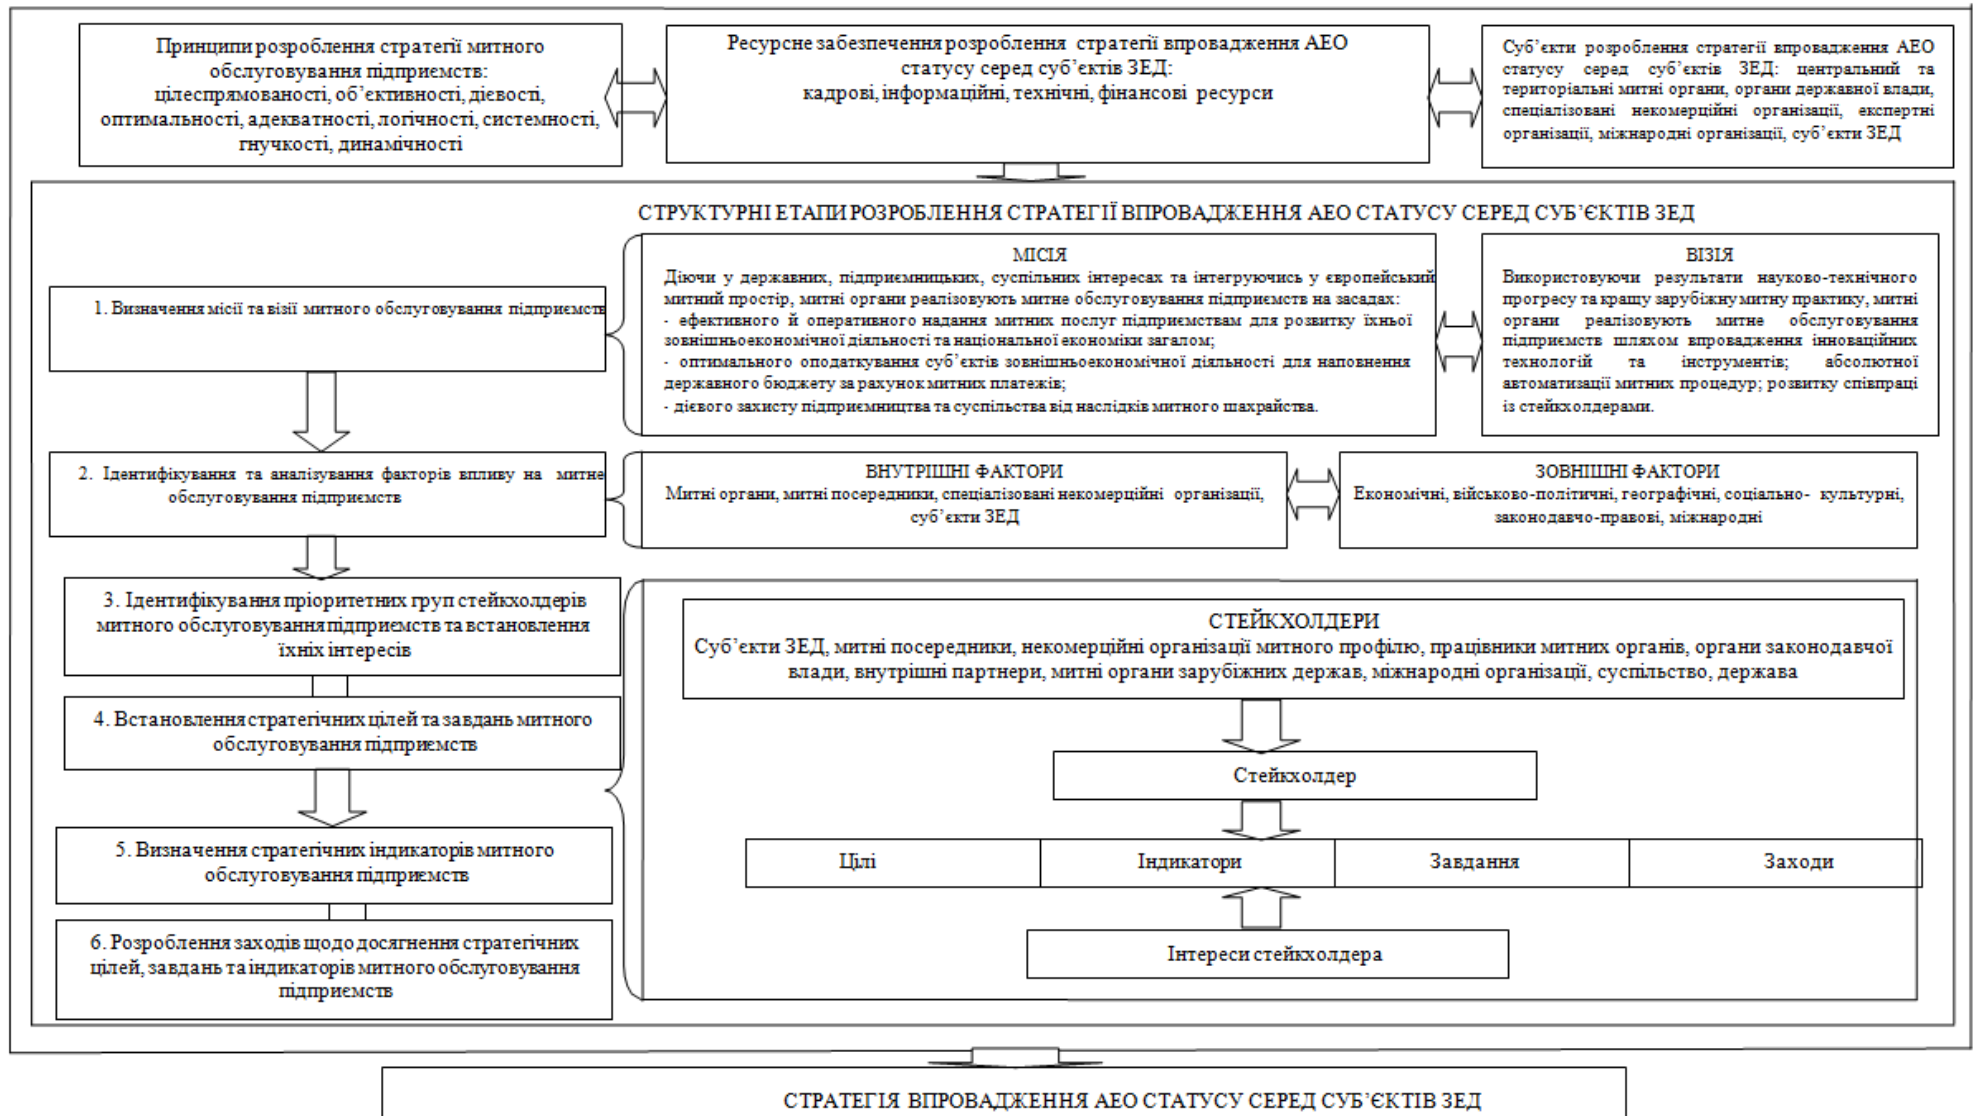 Принципи розроблення стратегії митного
обслуговування підприємств:
цілеспрямованості, об’єктивності, дієвості,
оптимальності, адекватності, логічності, системності,
гнучкості, динамічності
Ресурсне забезпечення розроблення стратегії впровадження АЕО
статусу серед суб’єктів ЗЕД:
кадрові, інформаційні, технічні, фінансові ресурси
Суб’єкти розроблення стратегії впровадження АЕО
статусу серед суб’єктів ЗЕД: центральний та
територіальні митні органи, органи державної влади,
спеціалізовані некомерційні організації, експертні
організації, міжнародні організації, суб’єкти ЗЕД
СТРУКТУРНІ ЕТАПИ РОЗРОБЛЕННЯ СТРАТЕГІЇ ВПРОВАДЖЕННЯ АЕО СТАТУСУ СЕРЕД СУБ’ЄКТІВ ЗЕД
1. Визначення місії та візії митного обслуговування підприємств
МІСІЯ
Діючи у державних, підприємницьких, суспільних інтересах та інтегруючись у європейський
митний простір, митні органи реалізовують митне обслуговування підприємств на засадах:
- ефективного й оперативного надання митних послуг підприємствам для розвитку їхньої
зовнішньоекономічної діяльності та національної економіки загалом;
- оптимального оподаткування суб’єктів зовнішньоекономічної діяльності для наповнення
державного бюджету за рахунок митних платежів;
- дієвого захисту підприємництва та суспільства від наслідків митного шахрайства.
ВІЗІЯ
Використовуючи результати науково-технічного
прогресу та кращу зарубіжну митну практику, митні
органи реалізовують митне обслуговування
підприємств шляхом впровадження інноваційних
технологій та інструментів; абсолютної
автоматизації митних процедур; розвитку співпраці
із стейкхолдерами.
2. Ідентифікування та аналізування факторів впливу на митне
обслуговування підприємств
ВНУТРІШНІ ФАКТОРИ
Митні органи, митні посередники, спеціалізовані некомерційні організації,
суб’єкти ЗЕД
ЗОВНІШНІ ФАКТОРИ
Економічні, військово-політичні, географічні, соціально- культурні,
законодавчо-правові, міжнародні
3. Ідентифікування пріоритетних груп стейкхолдерів
митного обслуговування підприємств та встановлення
їхніх інтересів
4. Встановлення стратегічних цілей та завдань митного
обслуговування підприємств
5. Визначення стратегічних індикаторів митного
обслуговування підприємств
6. Розроблення заходів щодо досягнення стратегічних
цілей, завдань та індикаторів митного обслуговування
підприємств
СТЕЙКХОЛДЕРИ
Суб’єкти ЗЕД, митні посередники, некомерційні організації митного профілю, працівники митних органів, органи законодавчої
влади, внутрішні партнери, митні органи зарубіжних держав, міжнародні організації, суспільство, держава
Стейкхолдер
Цілі Індикатори Завдання Заходи
Інтереси стейкхолдера
СТРАТЕГІЯ ВПРОВАДЖЕННЯ АЕО СТАТУСУ СЕРЕД СУБ’ЄКТІВ ЗЕД